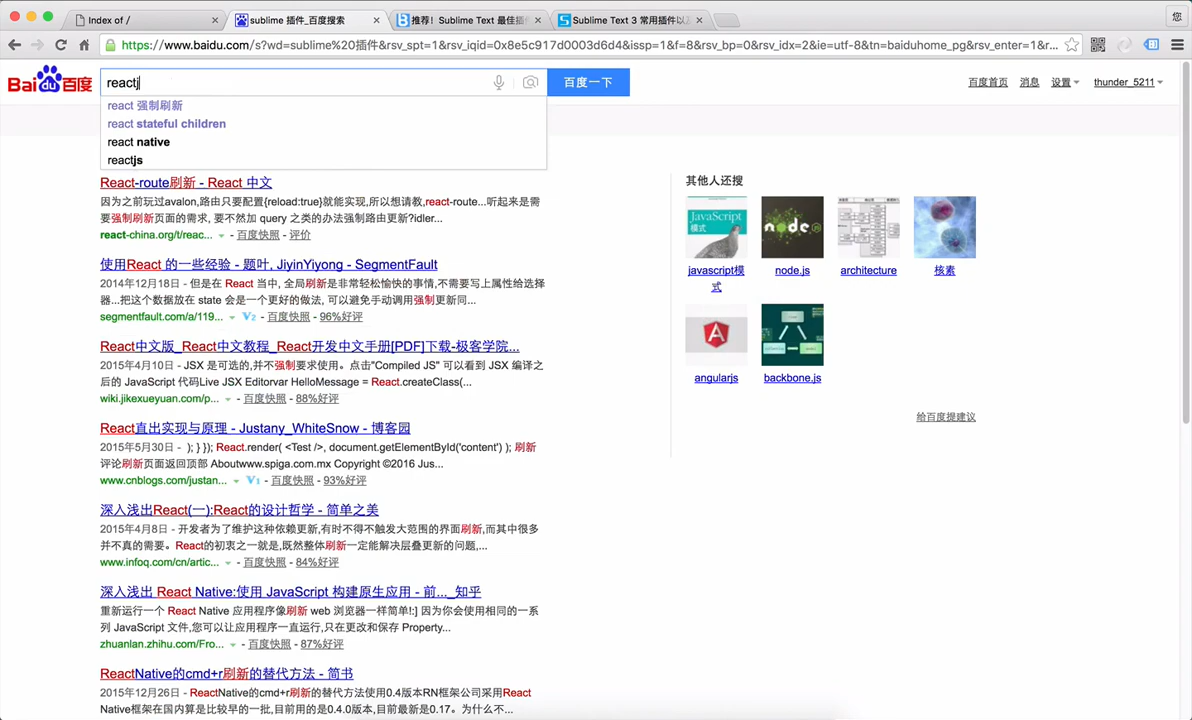 Index of /
sublime 插件_百度搜索
推荐！Sublime Text 最佳插件
Sublime Text 3 常用插件以及
您
https://www.baidu.com/s?wd=sublime%20插件&rsv_spt=1&rsv_iqid=0x8e5c917d0003d6d4&issp=1&f=8&rsv_bp=0&rsv_idx=2&ie=utf-8&tn=baiduhome_pg&rsv_enter=1&r...
Bai du 百度
reactj
百度一下
百度首页 消息 设置 thunder_5211
react 强制刷新
react stateful children
react native
reactjs
React-route刷新 - React 中文
因为之前玩过avalon,路由只要配置{reload:true}就能实现,所以想请教,react-route...听起来是需
要强制刷新页面的需求, 要不然加 query 之类的办法强制路由更新?idler...
react-china.org/t/reac... - 百度快照 - 评价
使用React 的一些经验 - 题叶, JiyinYiyong - SegmentFault
2014年12月18日 - 但是在 React 当中, 全局刷新是非常轻松愉快的事情,不需要写上属性给选择
器...把这个数据放在 state 会是一个更好的做法, 可以避免手动调用强制更新同...
segmentfault.com/a/119... V2 - 百度快照 - 96%好评
React中文版_React中文教程_React开发中文手册[PDF]下载-极客学院...
2015年4月10日 - JSX 是可选的,并不强制要求使用。点击"Compiled JS" 可以看到 JSX 编译之
后的 JavaScript 代码Live JSX Editorvar HelloMessage = React.createClass(...
wiki.jikexueyuan.com/p... - 百度快照 - 88%好评
React直出实现与原理 - Justany_WhiteSnow - 博客园
2015年5月30日 - ); } }); React.render( <Test />, document.getElementById('content') ); 刷新
评论刷新页面返回顶部 Aboutwww.spiga.com.mx Copyright ©2016 Jus...
www.cnblogs.com/justan... V1 - 百度快照 - 93%好评
深入浅出React(一):React的设计哲学 - 简单之美
2015年4月8日 - 开发者为了维护这种依赖更新,有时不得不触发大范围的界面刷新,而其中很多
并不真的需要。React的初衷之一就是,既然整体刷新一定能解决层叠更新的问题,...
www.infoq.com/cn/artic... - 百度快照 - 84%好评
深入浅出 React Native:使用 JavaScript 构建原生应用 - 前..._知乎
重新运行一个 React Native 应用程序像刷新 web 浏览器一样简单!:] 因为你会使用相同的一系
列 JavaScript 文件,您可以让应用程序一直运行,只在更改和保存 Property...
zhuanlan.zhihu.com/Fro... - 百度快照 - 87%好评
ReactNative的cmd+r刷新的替代方法 - 简书
2015年12月26日 - ReactNative的cmd+r刷新的替代方法使用0.4版本RN框架公司采用React
Native框架在国内算是比较早的一批,目前用的是0.4.0版本,目前最新是0.17。为什么不...
其他人还搜
JavaScript
模式
node
javascript模
式
node.js
architecture
核素
angularjs
backbone.js
给百度提建议